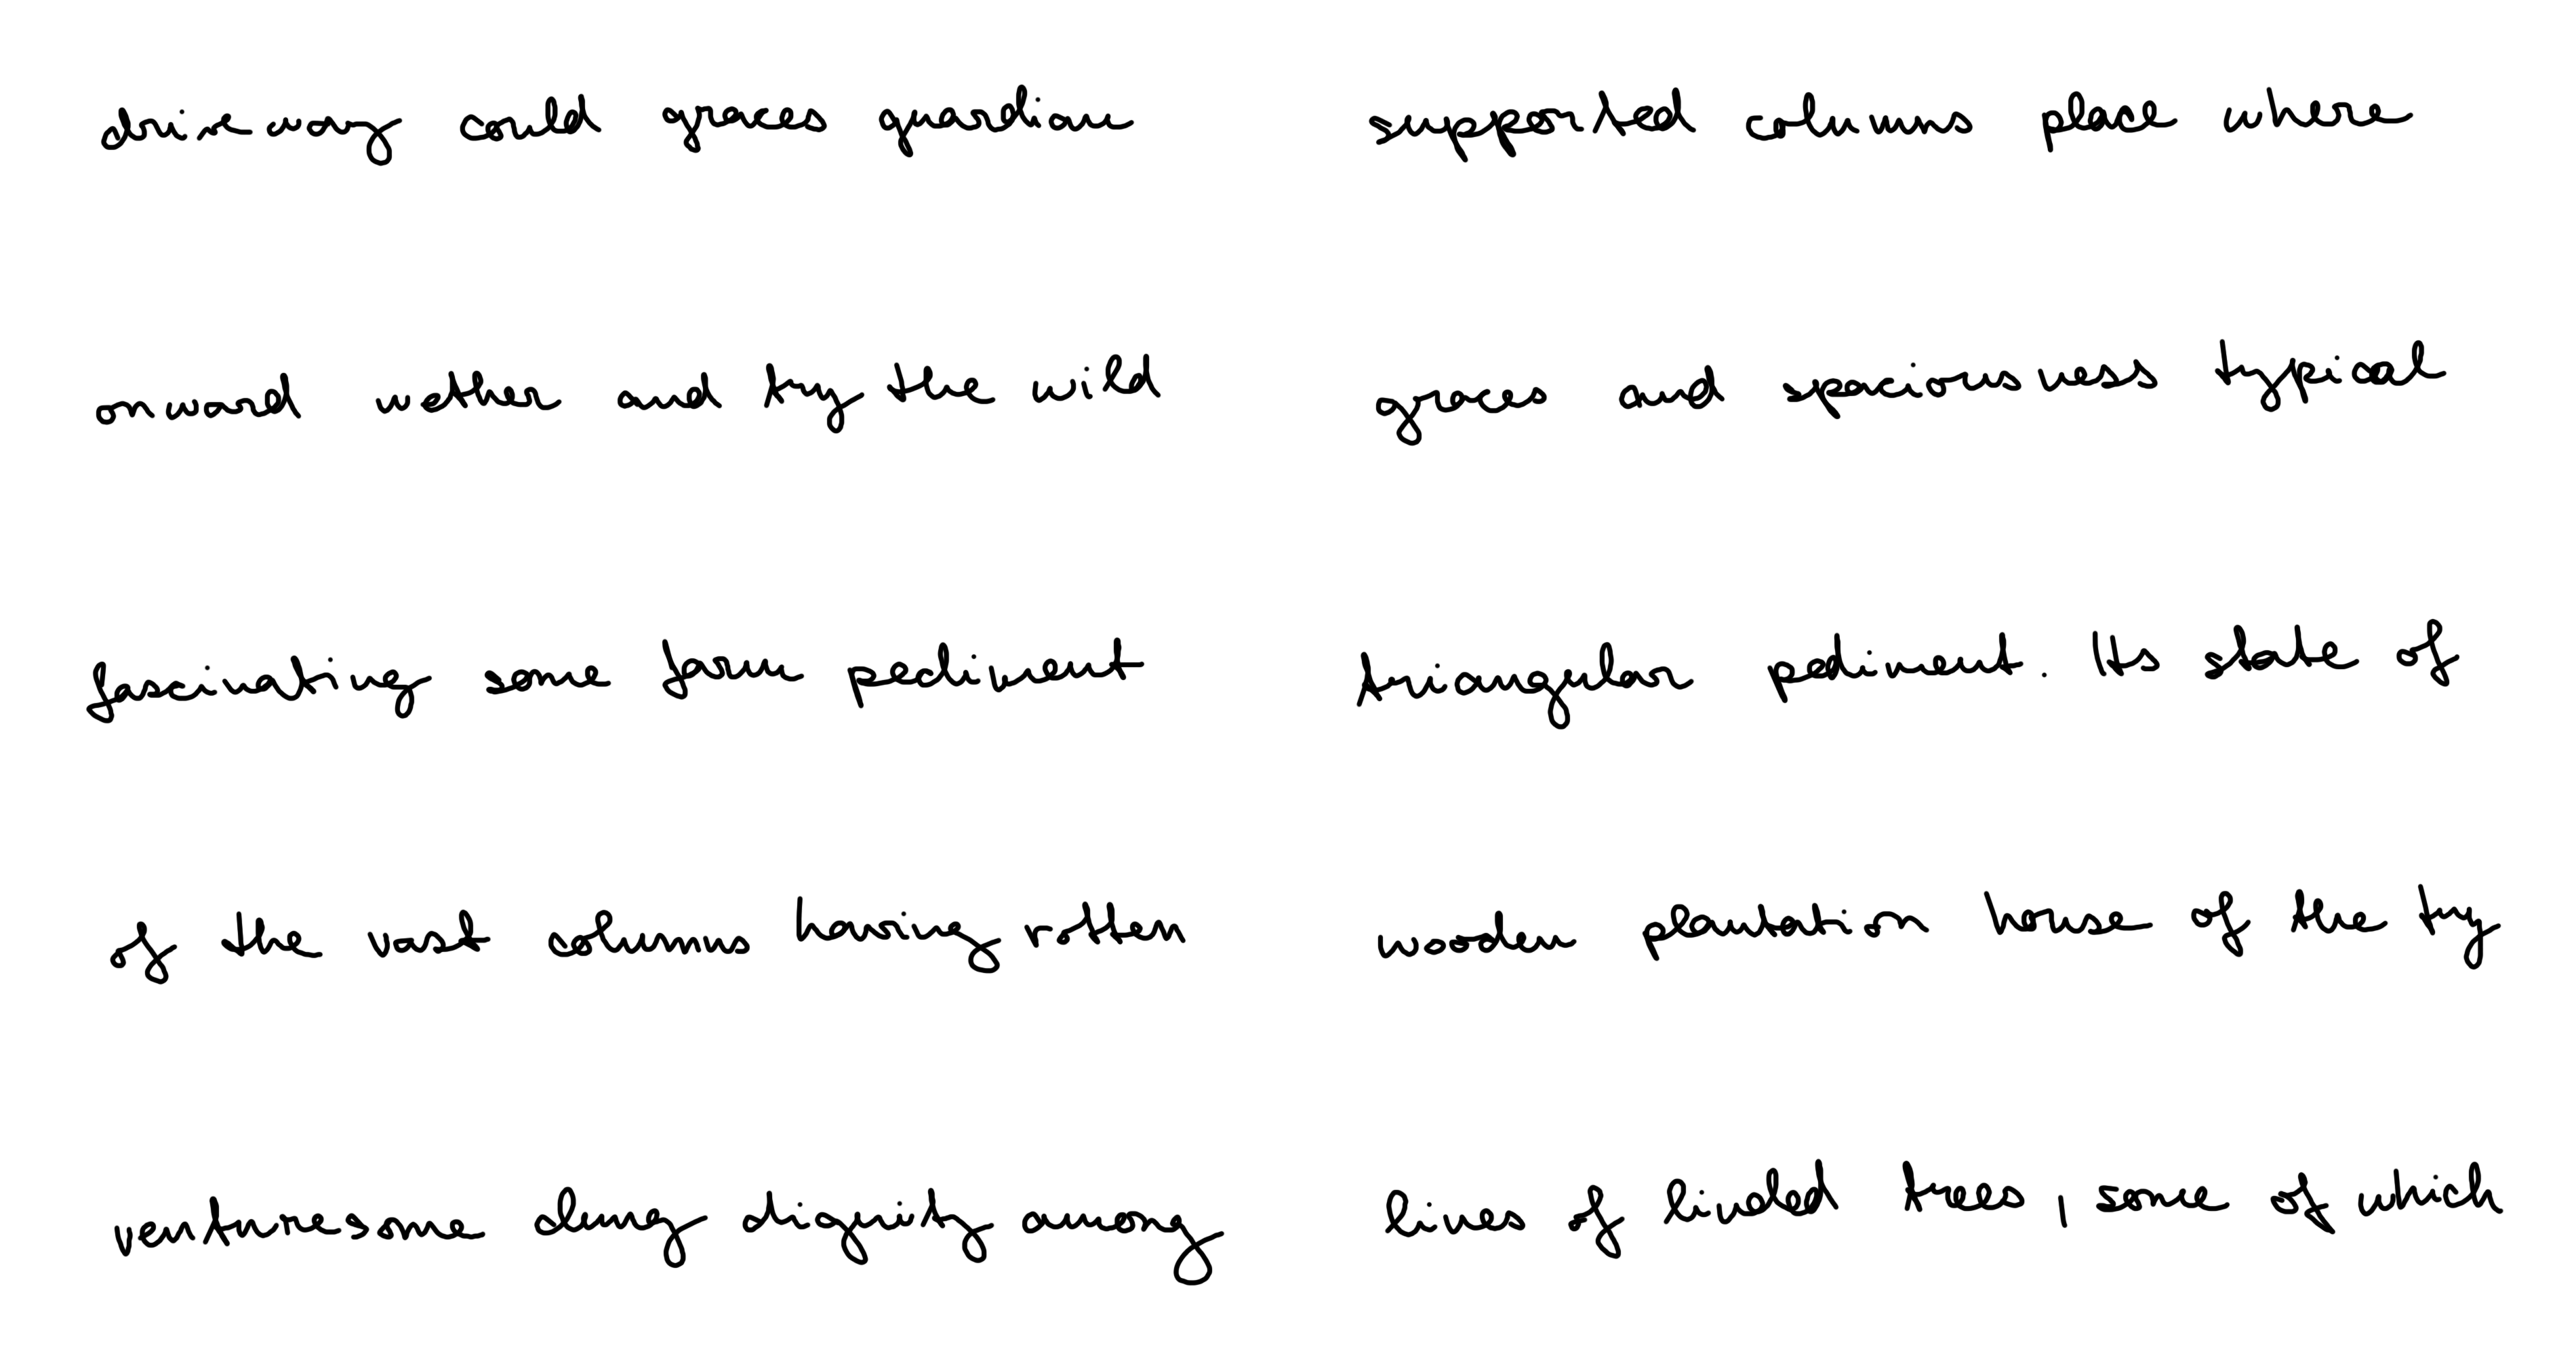 driveway could graces guardian
supported columns place where
onward and try the wild
graces and spaciousness typical
fascinating some farm pediment
triangular pediment. Its state of
of the vast columns having rotten
wooden plantation house of the try
venturesome clung dignity among
lines of trees, some of which